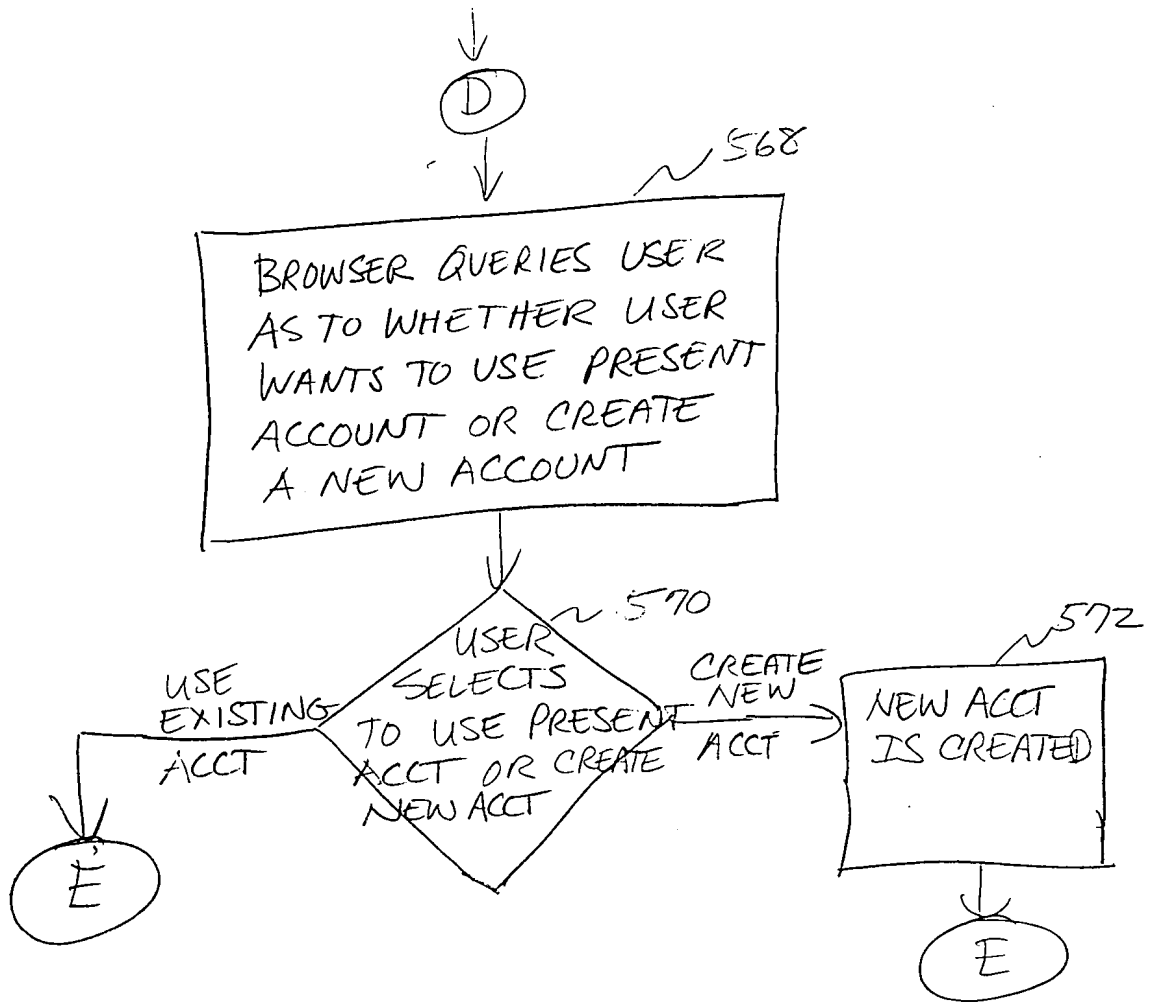 D
568
BROWSER QUERIES USER
AS TO WHETHER USER
WANTS TO USE PRESENT
ACCOUNT OR CREATE
A NEW ACCOUNT
570
USER
SELECTS
TO USE PRESENT
ACCT OR CREATE
NEW ACCT
USE
EXISTING
ACCT
E
CREATE
NEW
ACCT
572
NEW ACCT
IS CREATED
E